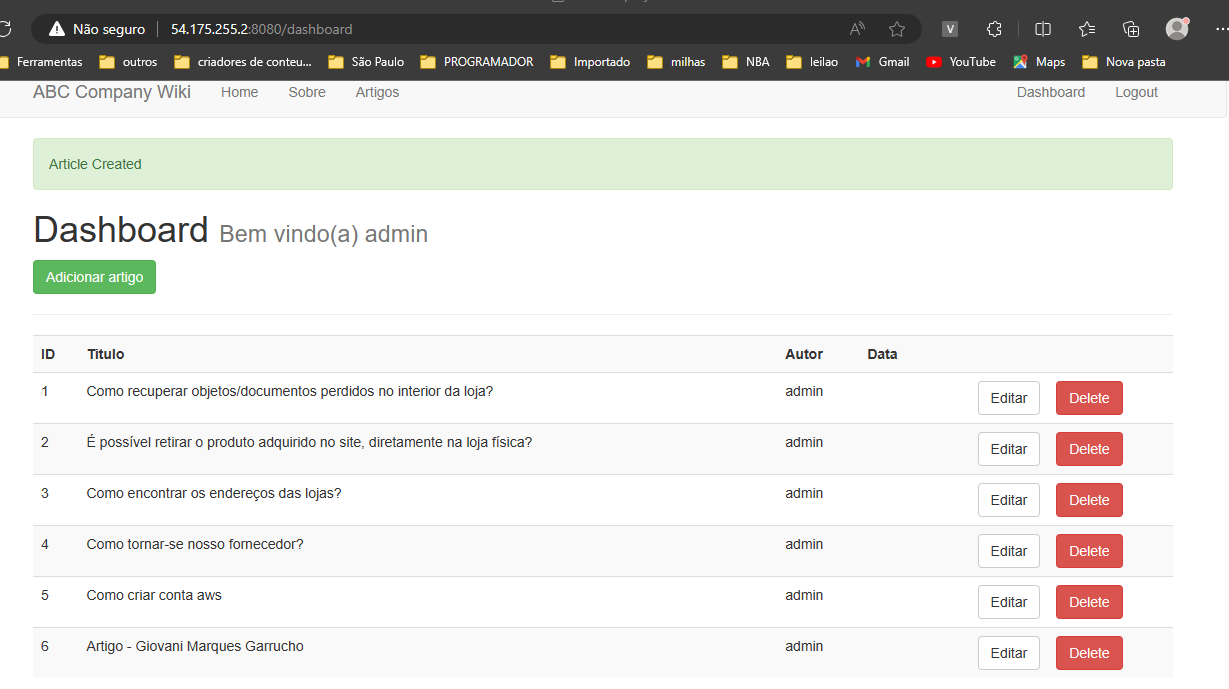 Não seguro 54.175.255.2:8080/dashboard A V
Ferramentas outros criadores de conteu... São Paulo PROGRAMADOR Importado milhas NBA leilao Gmail YouTube Maps Nova pasta
ABC Company Wiki Home Sobre Artigos Dashboard Logout
Article Created
Dashboard Bem vindo(a) admin
Adicionar artigo
ID Titulo Autor Data
1 Como recuperar objetos/documentos perdidos no interior da loja? admin Editar Delete
2 É possível retirar o produto adquirido no site, diretamente na loja física? admin Editar Delete
3 Como encontrar os endereços das lojas? admin Editar Delete
4 Como tornar-se nosso fornecedor? admin Editar Delete
5 Como criar conta aws admin Editar Delete
6 Artigo - Giovani Marques Garrucho admin Editar Delete